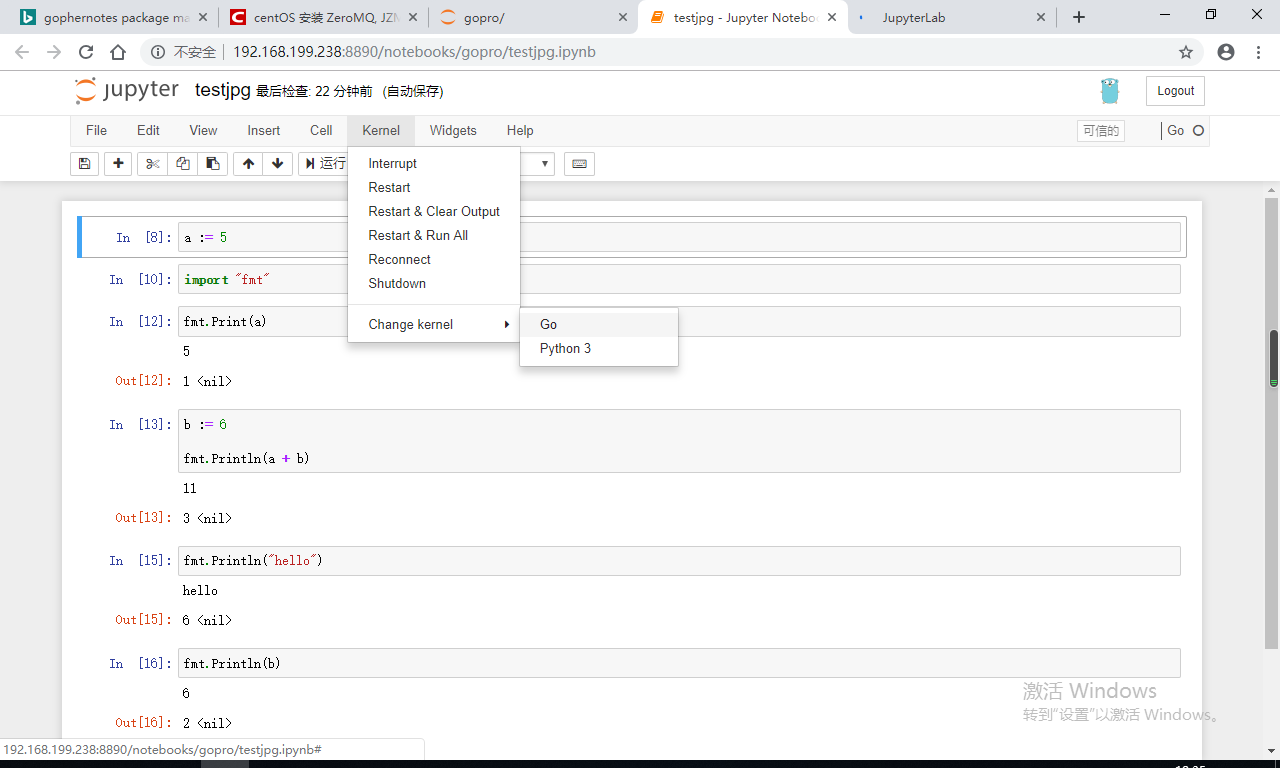 gophernotes package ma
centOS 安装 ZeroMQ, JZM
gopro/
testjpg - Jupyter Notebo
JupyterLab
不安全
192.168.199.238:8890/notebooks/gopro/testjpg.ipynb
jupyter testjpg 最后检查: 22 分钟前 (自动保存)
Logout
File Edit View Insert Cell Kernel Widgets Help
可信的
Go
运行
Interrupt
Restart
Restart & Clear Output
Restart & Run All
Reconnect
Shutdown
Change kernel
Go
Python 3
In [8]: a := 5
In [10]: import "fmt"
In [12]: fmt.Print(a)
5
Out[12]: 1 <nil>
In [13]: b := 6
fmt.Println(a + b)
11
Out[13]: 3 <nil>
In [15]: fmt.Println("hello")
hello
Out[15]: 6 <nil>
In [16]: fmt.Println(b)
6
Out[16]: 2 <nil>
激活 Windows
转到"设置"以激活 Windows。
192.168.199.238:8890/notebooks/gopro/testjpg.ipynb#